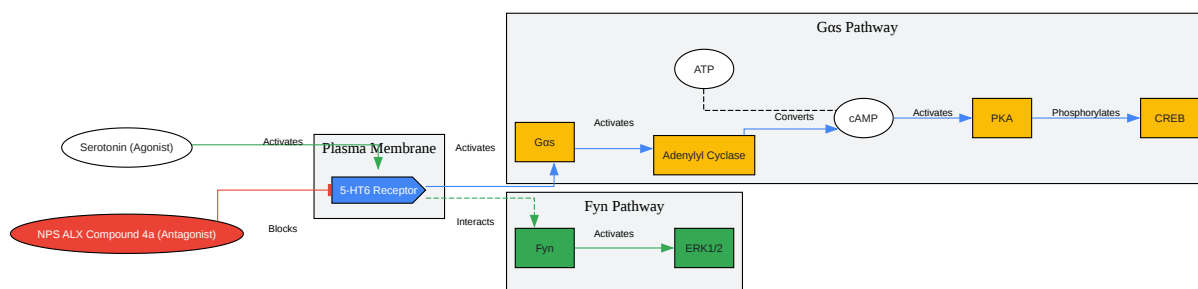 Gαs Pathway
ATP
Converts
cAMP
Activates
PKA
Phosphorylates
CREB
Activates
Gαs
Adenylyl Cyclase
Serotonin (Agonist)
Activates
Plasma Membrane
Activates
5-HT6 Receptor
NPS ALX Compound 4a (Antagonist)
Blocks
Interacts
Fyn Pathway
Activates
Fyn
ERK1/2